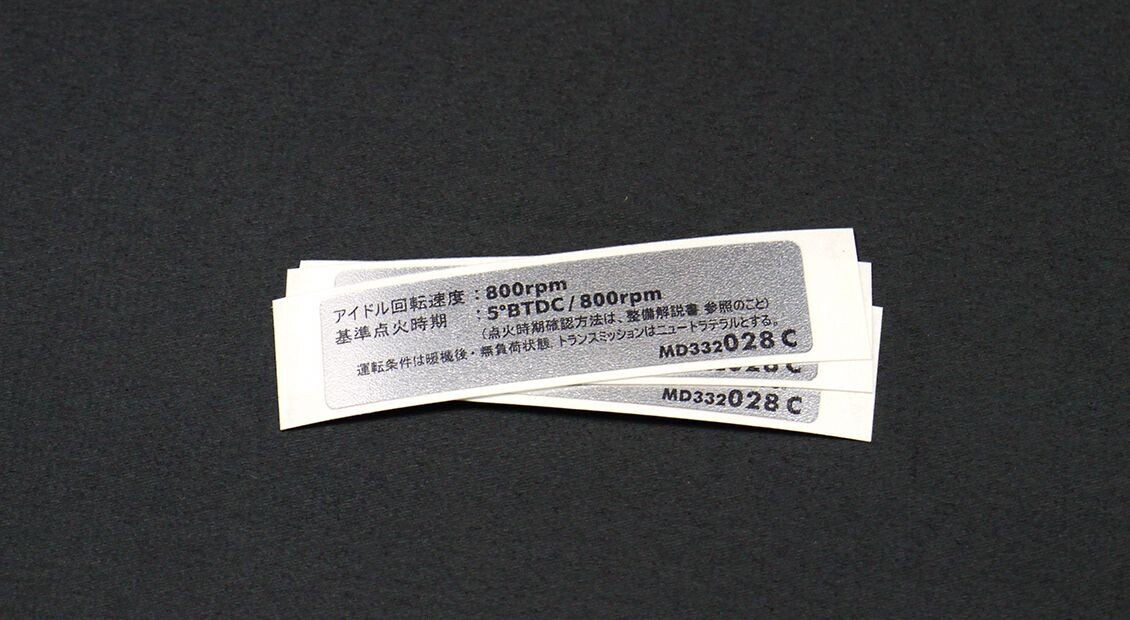 アイドル回転速度 : 800rpm
基準点火時期 : 5°BTDC / 800rpm
(点火時期確認方法は、整備解説書 参照のこと)
運転条件は暖機後・無負荷状態. トランスミッションはニュートラテラルとする。
MD332028 C
028 C
MD332028 C